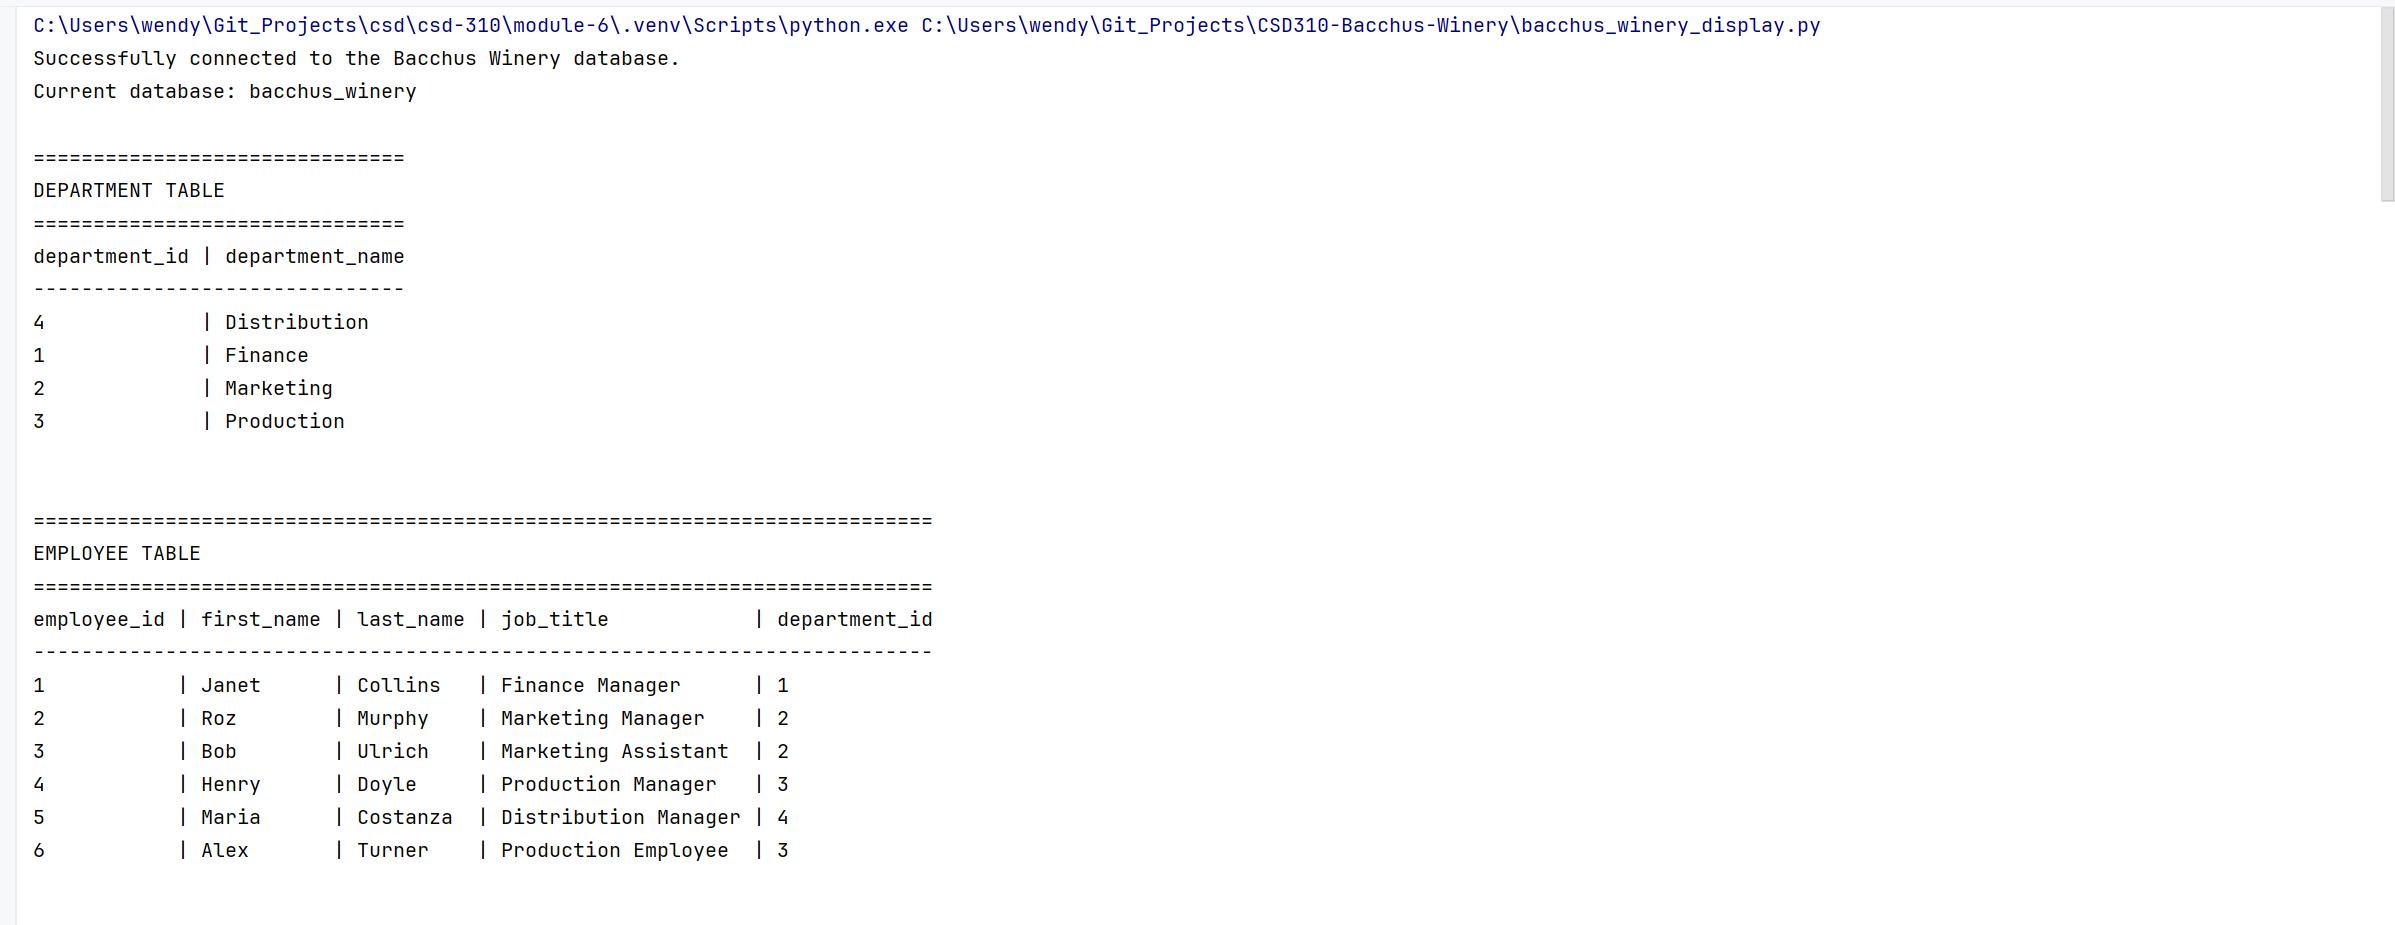 C:\Users\wendy\Git_Projects\csd\csd-310\module-6\.venv\Scripts\python.exe C:\Users\wendy\Git_Projects\CSD310-Bacchus-Winery\bacchus_winery_display.py
Successfully connected to the Bacchus Winery database.
Current database: bacchus_winery
===============================
DEPARTMENT TABLE
===============================
department_id | department_name
-------------------------------
4             | Distribution
1             | Finance
2             | Marketing
3             | Production
===========================================================================
EMPLOYEE TABLE
===========================================================================
employee_id | first_name | last_name | job_title            | department_id
---------------------------------------------------------------------------
1           | Janet      | Collins   | Finance Manager      | 1
2           | Roz        | Murphy    | Marketing Manager    | 2
3           | Bob        | Ulrich    | Marketing Assistant  | 2
4           | Henry      | Doyle     | Production Manager   | 3
5           | Maria      | Costanza  | Distribution Manager | 4
6           | Alex       | Turner    | Production Employee  | 3